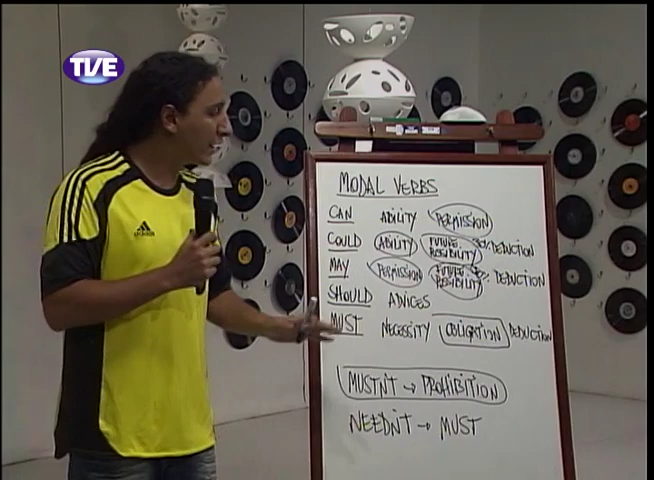 TVE
adidas
MODAL VERBS
CAN ABILITY PERMISSION
COULD ABILITY FUTURE POSSIBILITY DEDUCTION
MAY PERMISSION FUTURE POSSIBILITY DEDUCTION
SHOULD ADVICES
MUST NECESSITY OBLIGATION DEDUCTION
MUSTN'T → PROHIBITION
NEEDN'T → MUST